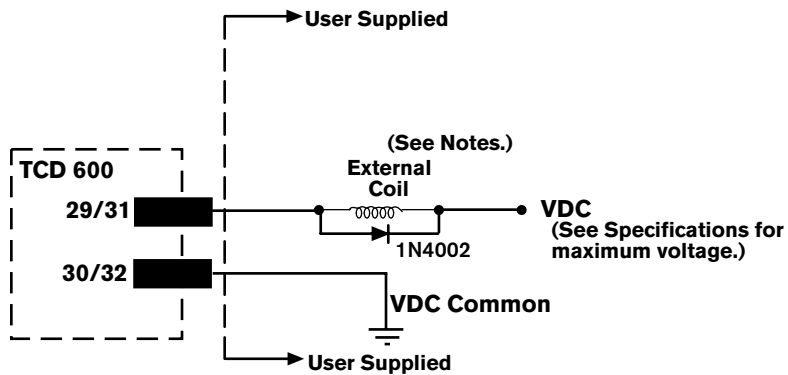 User Supplied
(See Notes.)
External
Coil
TCD 600
29/31
VDC
(See Specifications for
maximum voltage.)
1N4002
30/32
VDC Common
User Supplied